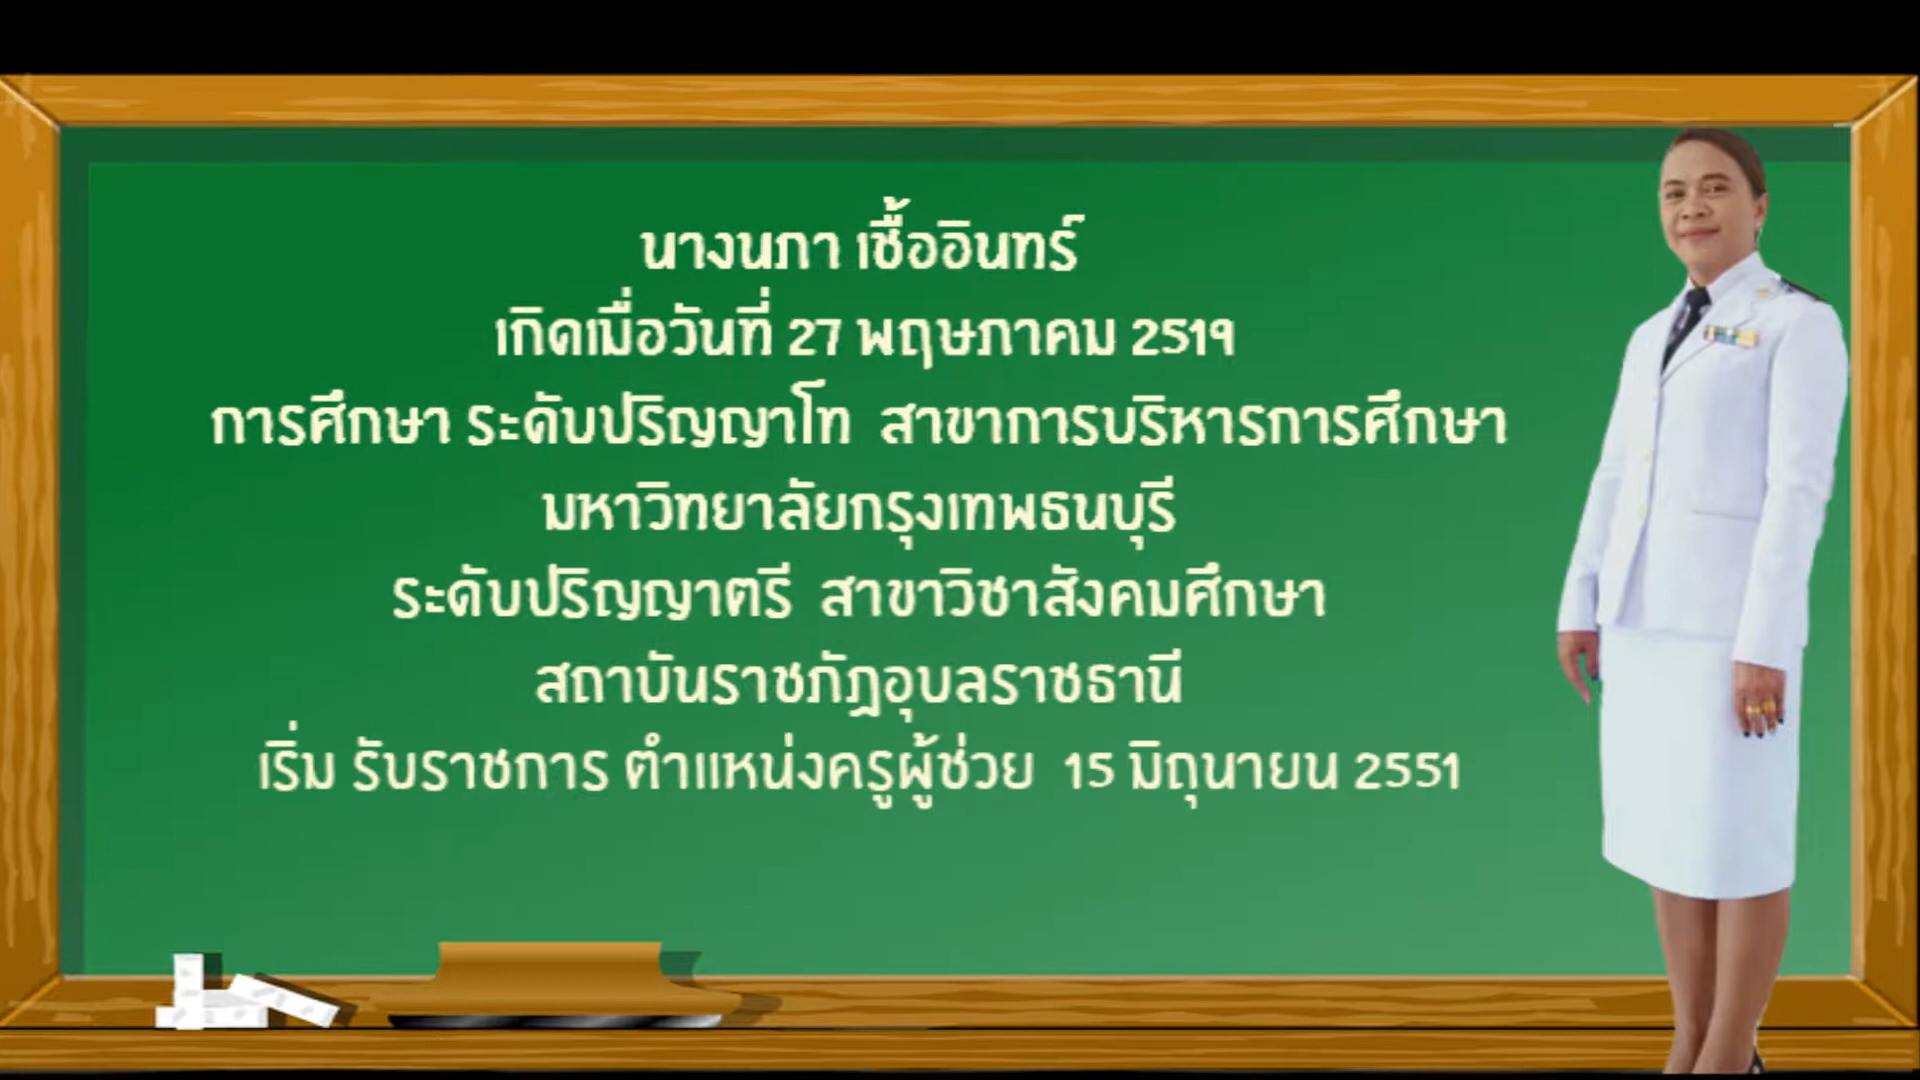 นางนภา เชื้ออินทร์
เกิดเมื่อวันที่ 27 พฤษภาคม 2519
การศึกษา ระดับปริญญาโท สาขาการบริหารการศึกษา
มหาวิทยาลัยกรุงเทพธนบุรี
ระดับปริญญาตรี สาขาวิชาสังคมศึกษา
สถาบันราชภัฏอุบลราชธานี
เริ่ม รับราชการ ตำแหน่งครูผู้ช่วย 15 มิถุนายน 2551